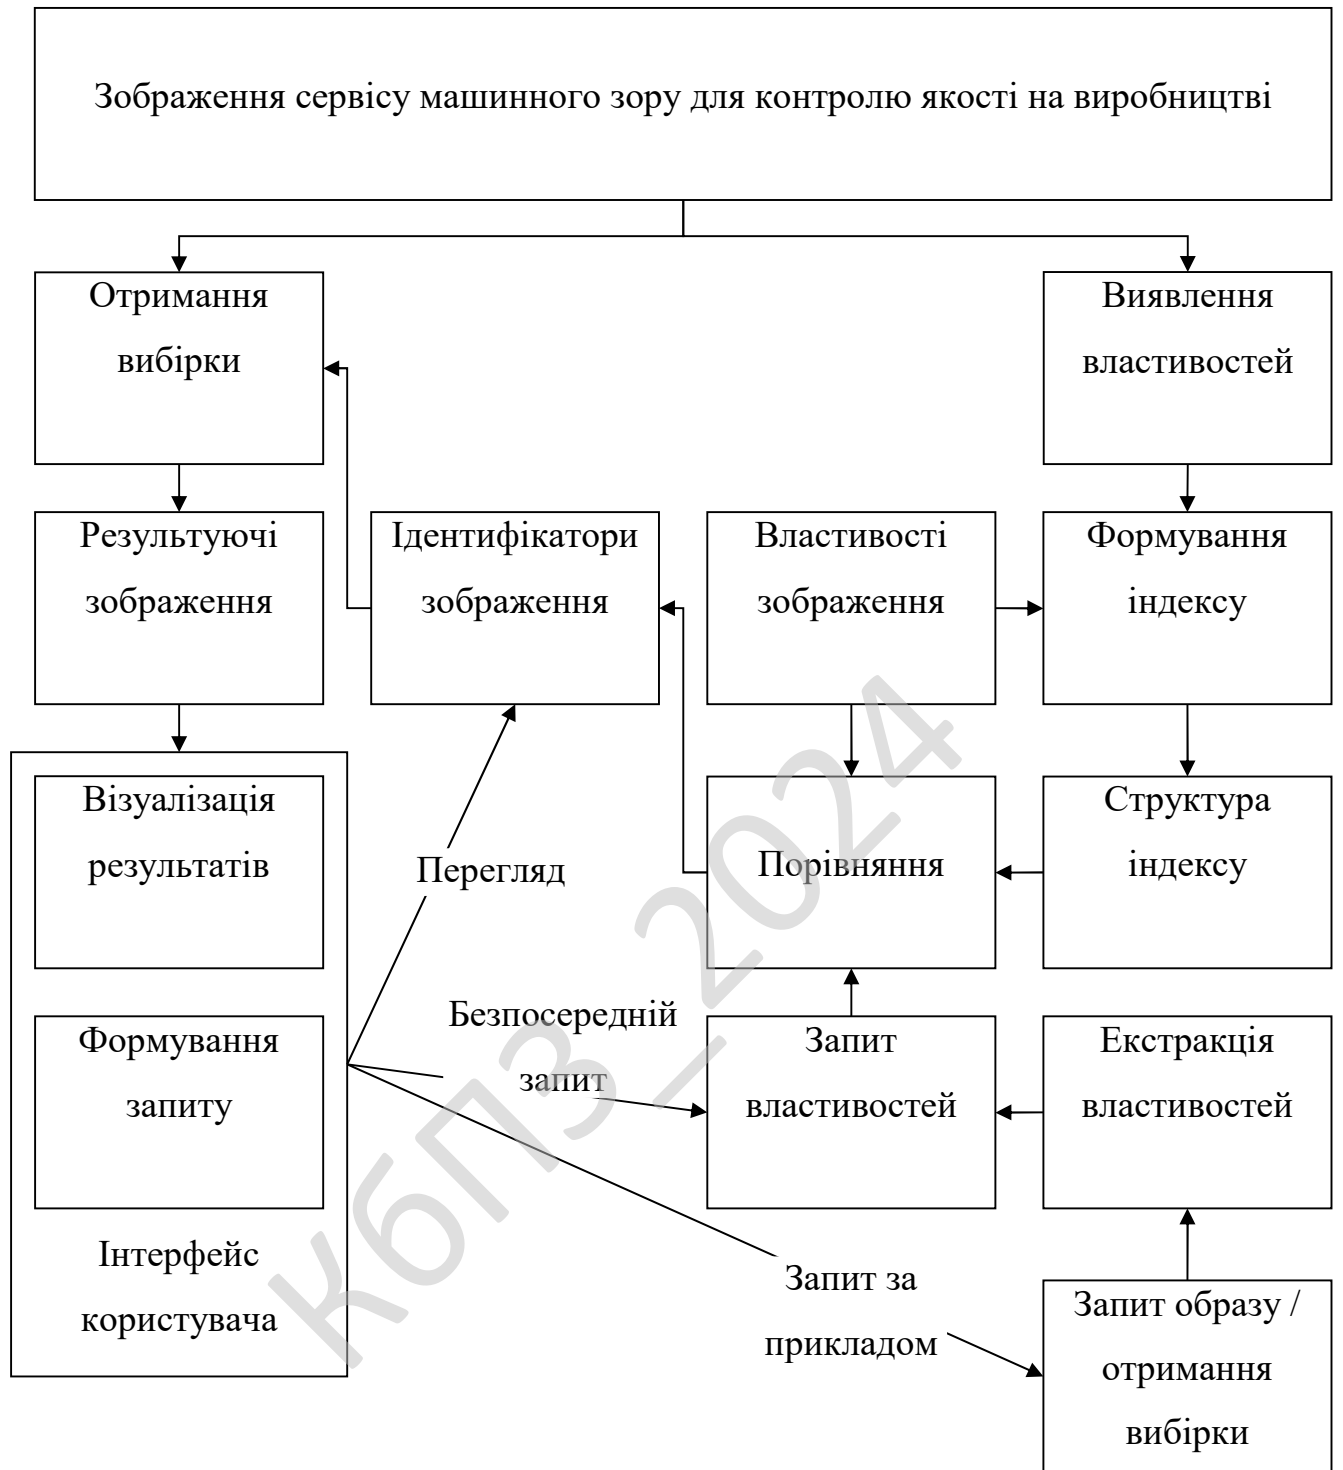 Зображення сервісу машинного зору для контролю якості на виробництві
Отримання
вибірки
Виявлення
властивостей
Результуючі
зображення
Ідентифікатори
зображення
Властивості
зображення
Формування
індексу
Візуалізація
результатів
Перегляд
Порівняння
Структура
індексу
Формування
запиту
Безпосередній
запит
Запит
властивостей
Екстракція
властивостей
Інтерфейс
користувача
Запит за
прикладом
Запит образу /
отримання
вибірки
КбПЗ_2024